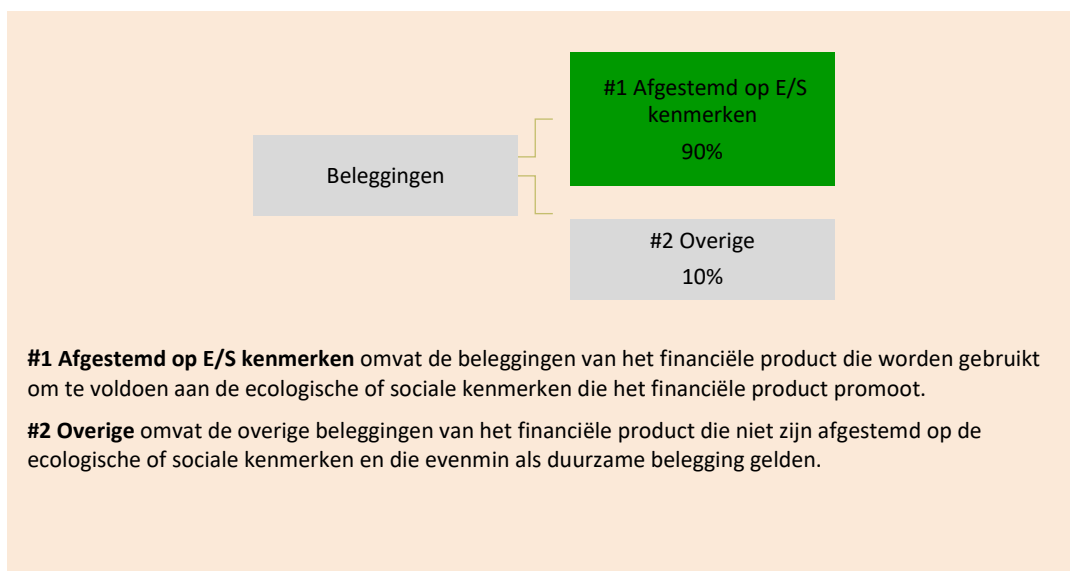 #1 Afgestemd op E/S
kenmerken
90%
Beleggingen
#2 Overige
10%
#1 Afgestemd op E/S kenmerken omvat de beleggingen van het financiële product die worden gebruikt
om te voldoen aan de ecologische of sociale kenmerken die het financiële product promoot.
#2 Overige omvat de overige beleggingen van het financiële product die niet zijn afgestemd op de
ecologische of sociale kenmerken en die evenmin als duurzame belegging gelden.